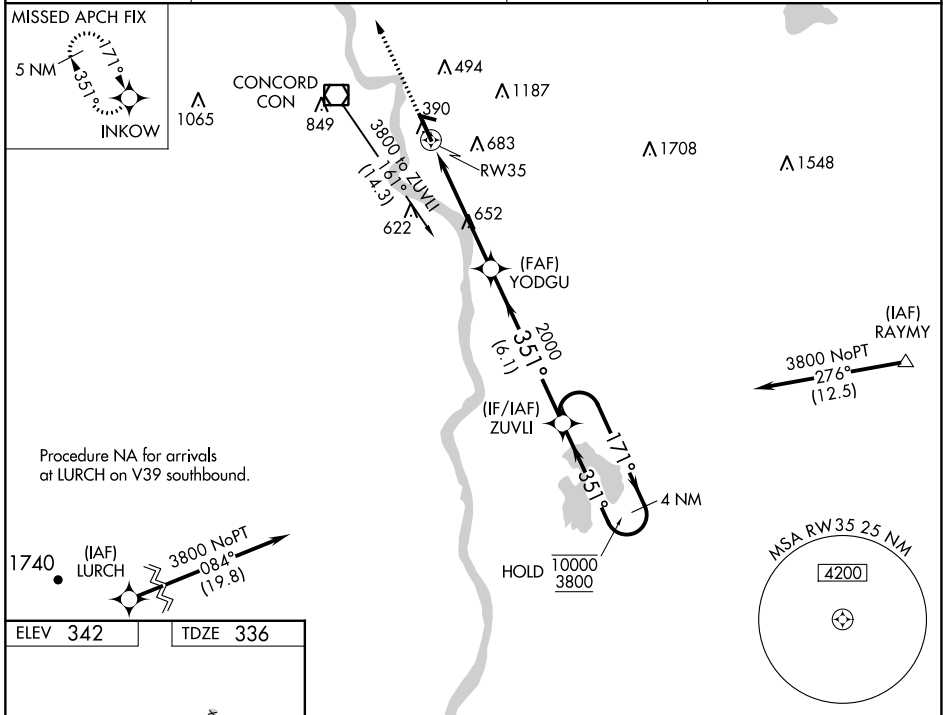 MISSED APCH FIX
5 NM
171°
351°
INKOW
1065
CONCORD
CON
849
3800 to ZUVLI
161°
(14.3)
622
494
1187
390
683
RW35
652
1708
1548
(FAF)
YODGU
2000
351°
(6.1)
(IF/IAF)
ZUVLI
171°
351°
4 NM
HOLD
10000
3800
(IAF)
RAYMY
3800 NoPT
276°
(12.5)
Procedure NA for arrivals
at LURCH on V39 southbound.
1740
(IAF)
LURCH
3800 NoPT
084°
(19.8)
MSA RW35 25 NM
4200
ELEV 342
TDZE 336